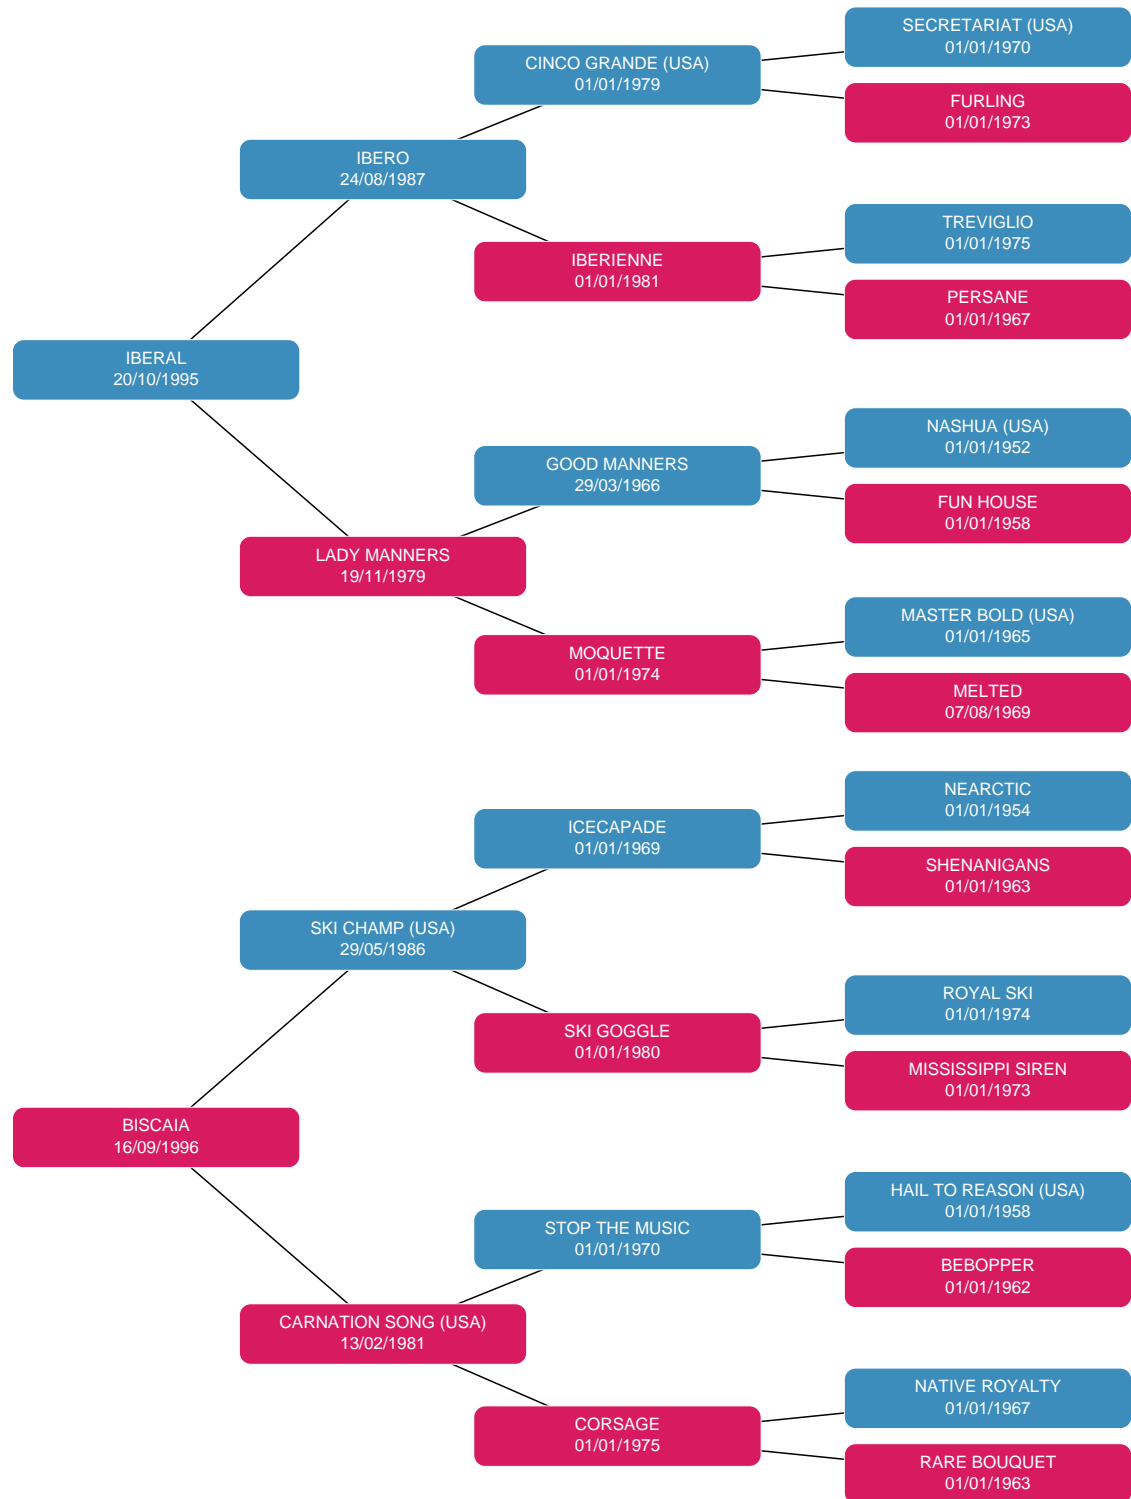 SECRETARIAT (USA)
01/01/1970
CINCO GRANDE (USA)
01/01/1979
FURLING
01/01/1973
IBERO
24/08/1987
TREVIGLIO
01/01/1975
IBERIENNE
01/01/1981
PERSANE
01/01/1967
IBERAL
20/10/1995
NASHUA (USA)
01/01/1952
GOOD MANNERS
29/03/1966
FUN HOUSE
01/01/1958
LADY MANNERS
19/11/1979
MASTER BOLD (USA)
01/01/1965
MOQUETTE
01/01/1974
MELTED
07/08/1969
NEARCTIC
01/01/1954
ICECAPADE
01/01/1969
SHENANIGANS
01/01/1963
SKI CHAMP (USA)
29/05/1986
ROYAL SKI
01/01/1974
SKI GOGGLE
01/01/1980
MISSISSIPPI SIREN
01/01/1973
BISCAIA
16/09/1996
HAIL TO REASON (USA)
01/01/1958
STOP THE MUSIC
01/01/1970
BEBOPPER
01/01/1962
CARNATION SONG (USA)
13/02/1981
NATIVE ROYALTY
01/01/1967
CORSAGE
01/01/1975
RARE BOUQUET
01/01/1963